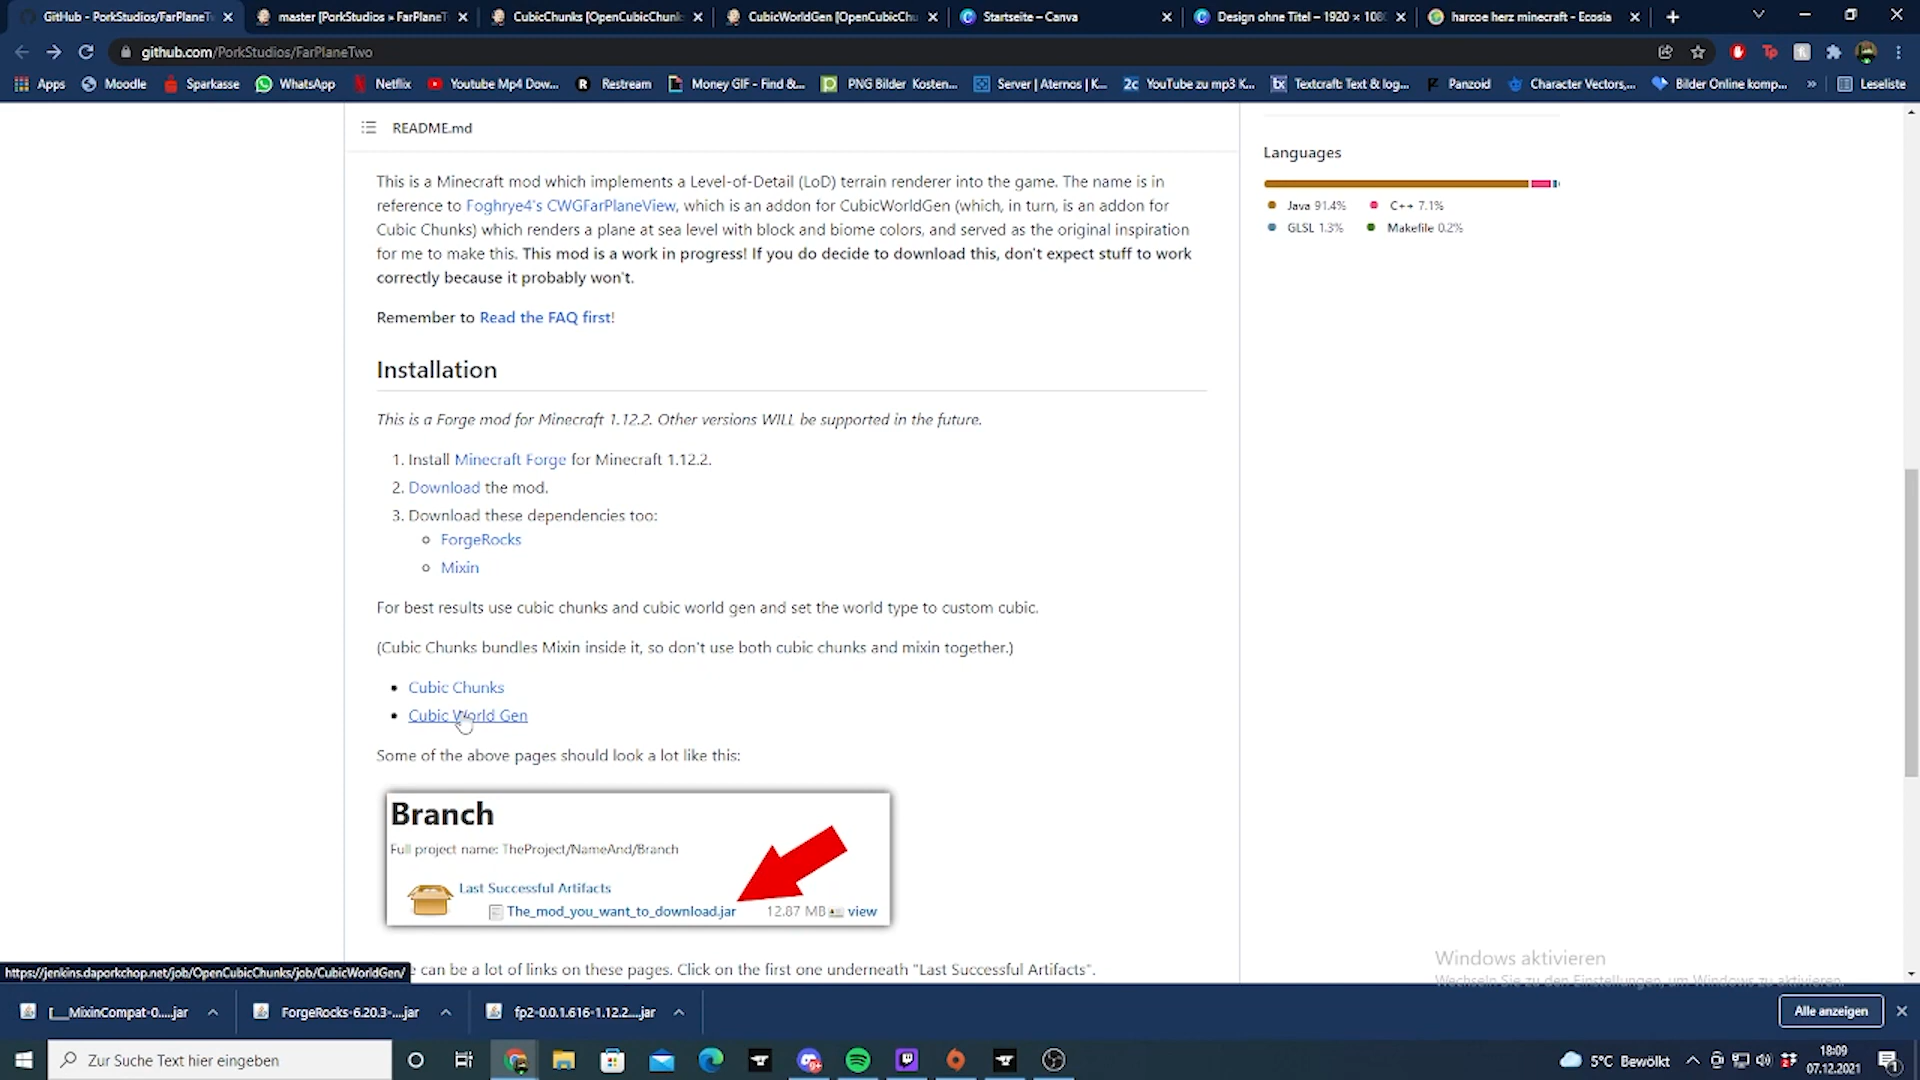 GitHub - PorkStudios/FarPlaneTw
master [PorkStudios » FarPlaneT
CubicChunks [OpenCubicChunk
CubicWorldGen [OpenCubicChu
Startseite – Canva
Design ohne Titel – 1920 × 108
harcoe herz minecraft - Ecosia
github.com/PorkStudios/FarPlaneTwo
Apps
Moodle
Sparkasse
WhatsApp
Netflix
Youtube Mp4 Dow...
Restream
Money GIF - Find &...
PNG Bilder Kosten...
Server | Aternos | K...
YouTube zu mp3 K...
Textcraft: Text & log...
Panzoid
Character Vectors,...
Bilder Online komp...
»
Leseliste
README.md
This is a Minecraft mod which implements a Level-of-Detail (LoD) terrain renderer into the game. The name is in
reference to Foghrye4's CWGFarPlaneView, which is an addon for CubicWorldGen (which, in turn, is an addon for
Cubic Chunks) which renders a plane at sea level with block and biome colors, and served as the original inspiration
for me to make this. This mod is a work in progress! If you do decide to download this, don't expect stuff to work
correctly because it probably won't.
Remember to Read the FAQ first!
Installation
This is a Forge mod for Minecraft 1.12.2. Other versions WILL be supported in the future.
1. Install Minecraft Forge for Minecraft 1.12.2.
2. Download the mod.
3. Download these dependencies too:
ForgeRocks
Mixin
For best results use cubic chunks and cubic world gen and set the world type to custom cubic.
(Cubic Chunks bundles Mixin inside it, so don't use both cubic chunks and mixin together.)
Cubic Chunks
Cubic World Gen
Some of the above pages should look a lot like this:
Branch
Full project name: TheProject/NameAnd/Branch
Last Successful Artifacts
The_mod_you_want_to_download.jar 12.87 MB view
can be a lot of links on these pages. Click on the first one underneath "Last Successful Artifacts".
Languages
Java 91.4% C++ 7.1%
GLSL 1.3% Makefile 0.2%
Windows aktivieren
Wechseln Sie zu den Einstellungen, um Windows zu aktivieren.
https://jenkins.daporkchop.net/job/OpenCubicChunks/job/CubicWorldGen/
[___MixinCompat-0.....jar
ForgeRocks-6.20.3-....jar
fp2-0.0.1.616-1.12.2....jar
Alle anzeigen
Zur Suche Text hier eingeben
5°C Bewölkt
18:09
07.12.2021